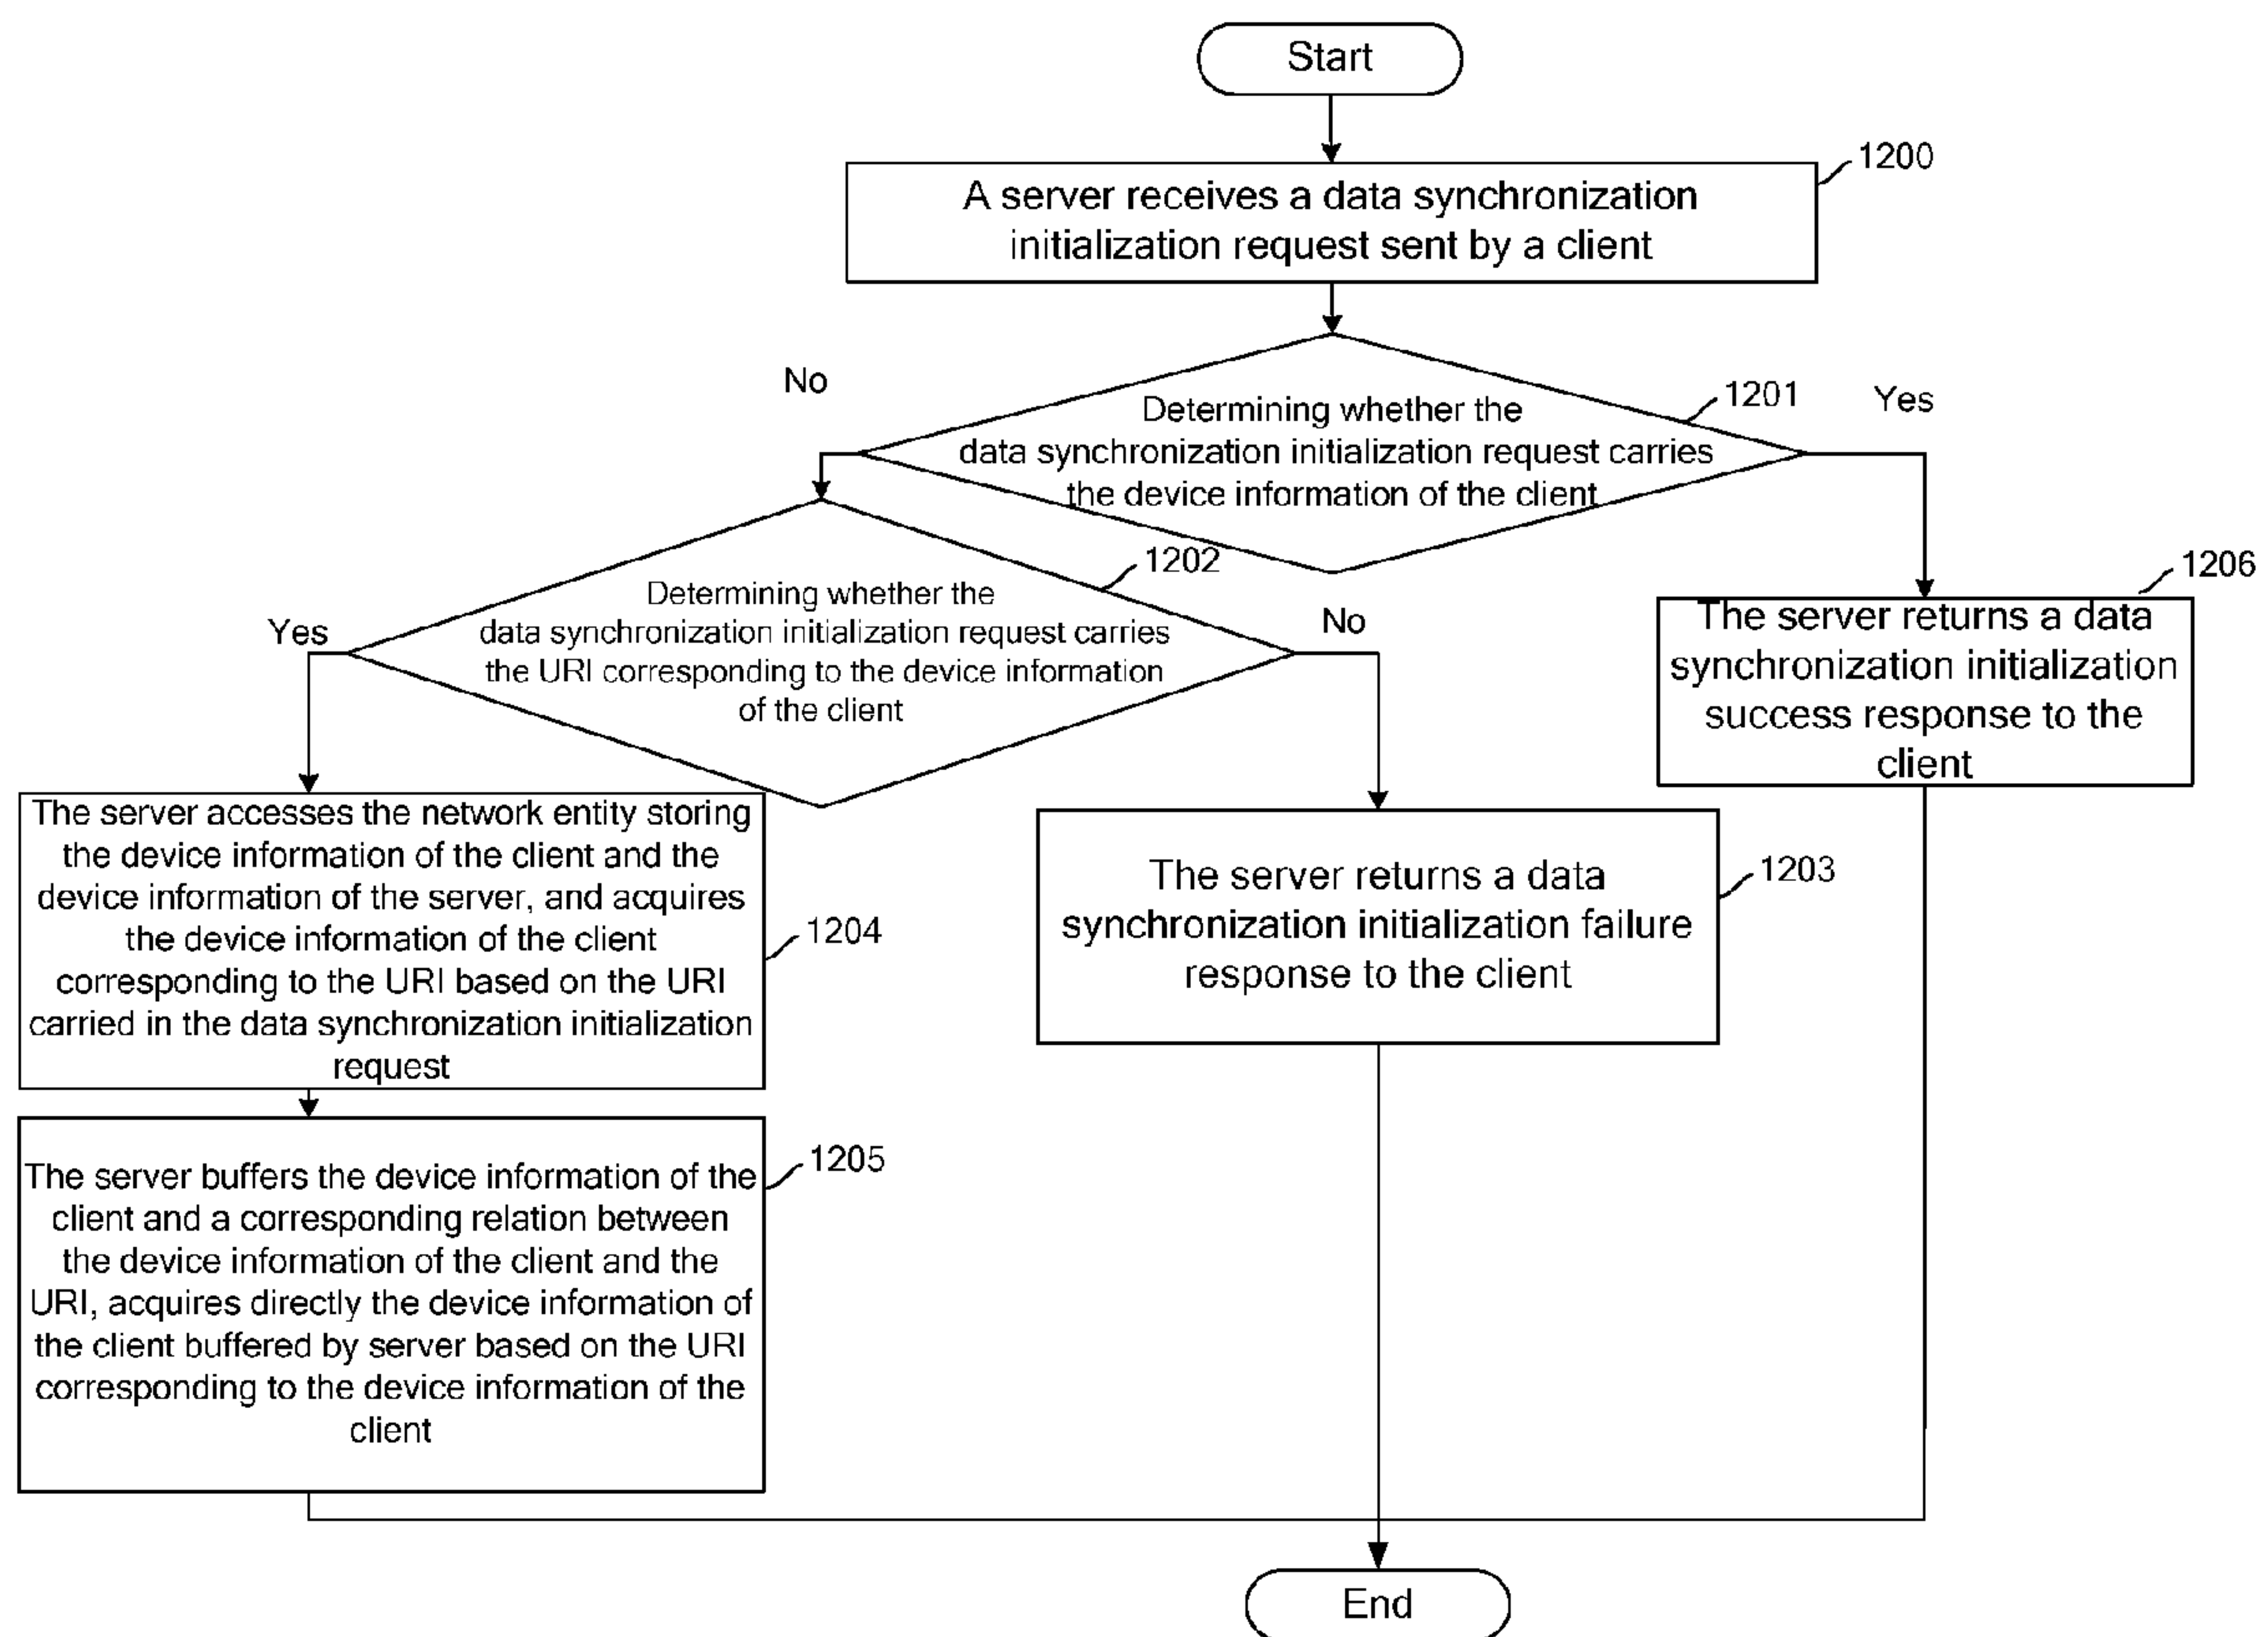 Start
1200
A server receives a data synchronization
initialization request sent by a client
No
1201
Yes
Determining whether the
data synchronization initialization request carries
the device information of the client
1202
1206
Determining whether the
data synchronization initialization request carries
the URI corresponding to the device information
of the client
Yes
No
The server returns a data
synchronization initialization
success response to the
client
The server accesses the network entity storing
the device information of the client and the
device information of the server, and acquires
the device information of the client
corresponding to the URI based on the URI
carried in the data synchronization initialization
request
1204
The server returns a data
synchronization initialization failure
response to the client
1203
The server buffers the device information of the
client and a corresponding relation between
the device information of the client and the
URI, acquires directly the device information of
the client buffered by server based on the URI
corresponding to the device information of the
client
1205
End